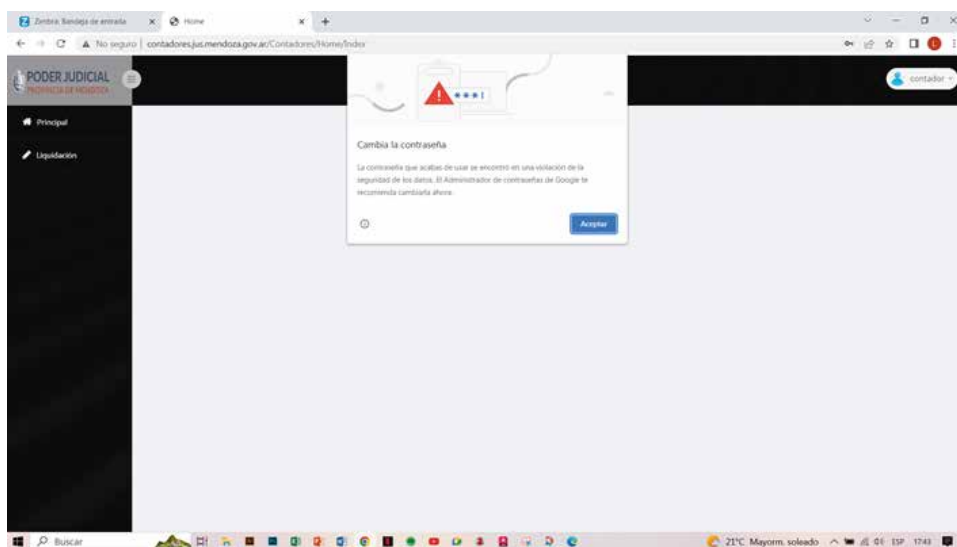 Zimbra: Bandeja de entrada
Home
No seguro | contadores.jus.mendoza.gov.ar/Contadores/Home/Index
PODER JUDICIAL
PROVINCIA DE MENDOZA
contador
Principal
Liquidación
Cambia la contraseña
La contraseña que acabas de usar se encontró en una violación de la
seguridad de los datos. El Administrador de contraseñas de Google te
recomienda cambiarla ahora.
Aceptar
Buscar
21°C Mayorm. soleado
ESP
17:43